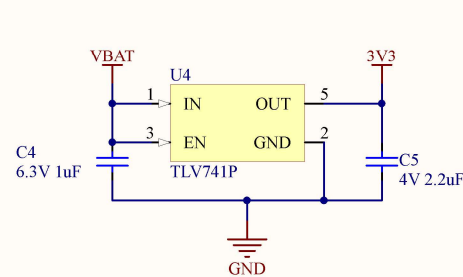 VBAT
3V3
U4
1
IN
OUT
5
3
EN
GND
2
C4
6.3V 1uF
TLV741P
C5
4V 2.2uF
GND